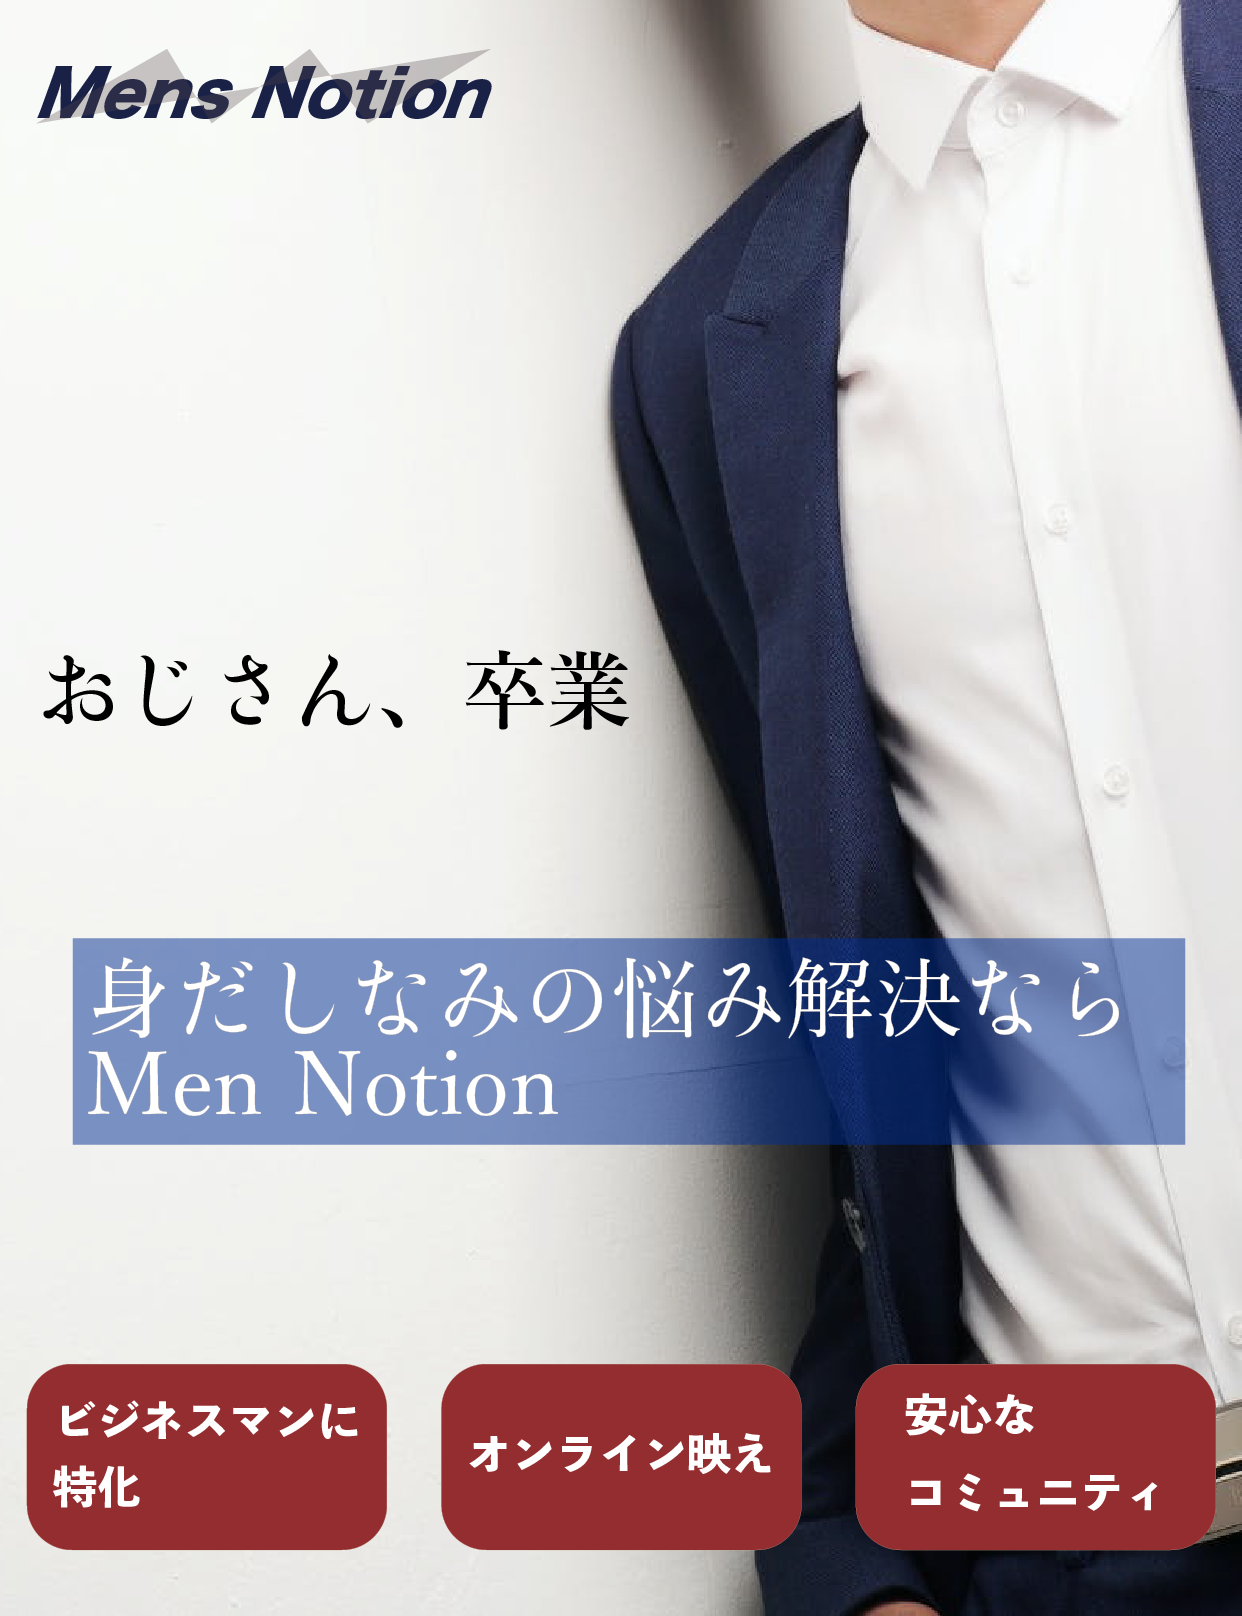 Mens Notion
おじさん、卒業
身だしなみの悩み解決なら
Men Notion
ビジネスマンに
特化
オンライン映え
安心な
コミュニティ